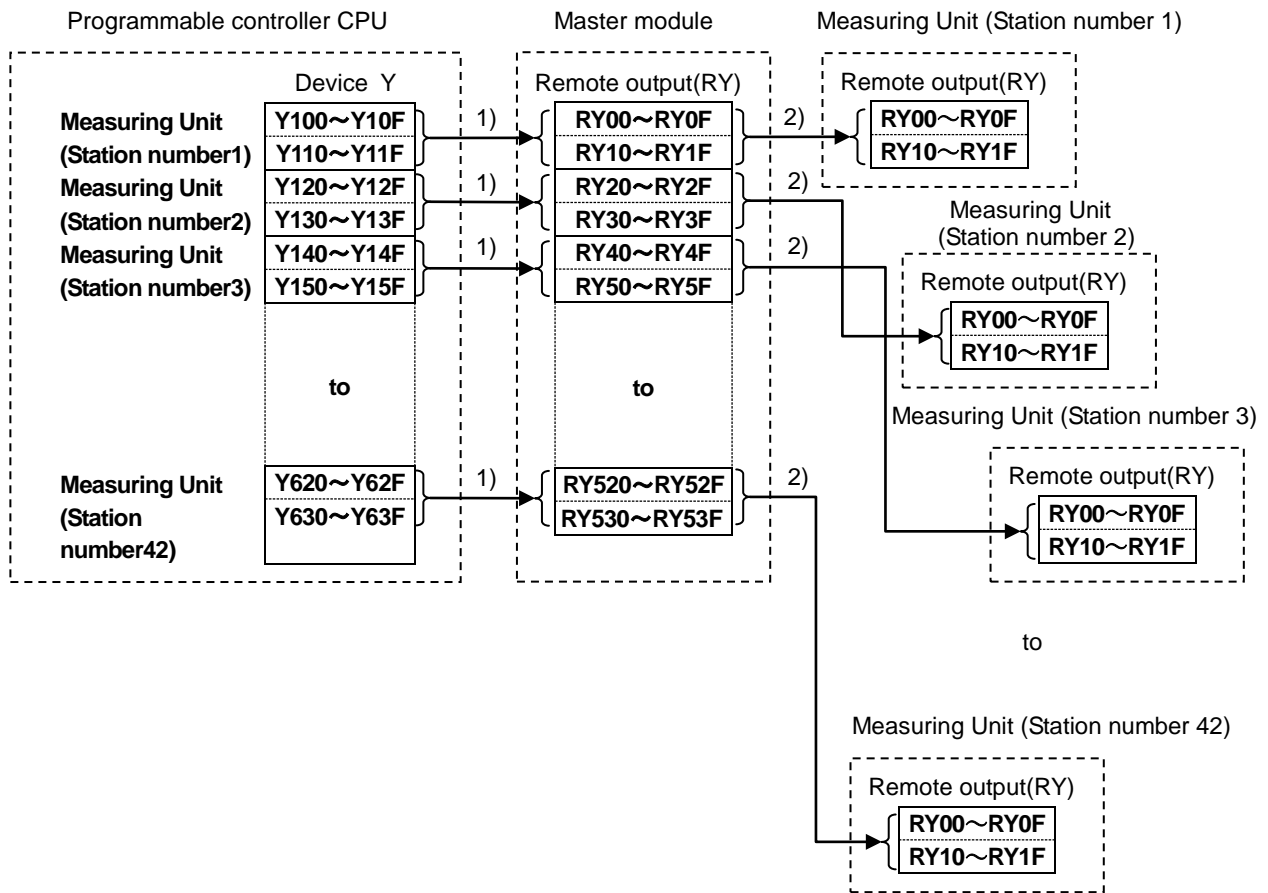 Programmable controller CPU
Master module
Measuring Unit (Station number 1)
Device Y
Remote output(RY)
Remote output(RY)
Measuring Unit
(Station number1)
Y100～Y10F
Y110～Y11F
1)
RY00～RY0F
RY10～RY1F
2)
RY00～RY0F
RY10～RY1F
Measuring Unit
(Station number2)
Y120～Y12F
Y130～Y13F
1)
RY20～RY2F
RY30～RY3F
2)
Measuring Unit
(Station number 2)
Remote output(RY)
RY00～RY0F
RY10～RY1F
Measuring Unit
(Station number3)
Y140～Y14F
Y150～Y15F
1)
RY40～RY4F
RY50～RY5F
2)
to
to
Measuring Unit (Station number 3)
Remote output(RY)
RY00～RY0F
RY10～RY1F
Measuring Unit
(Station
number42)
Y620～Y62F
Y630～Y63F
1)
RY520～RY52F
RY530～RY53F
2)
to
Measuring Unit (Station number 42)
Remote output(RY)
RY00～RY0F
RY10～RY1F